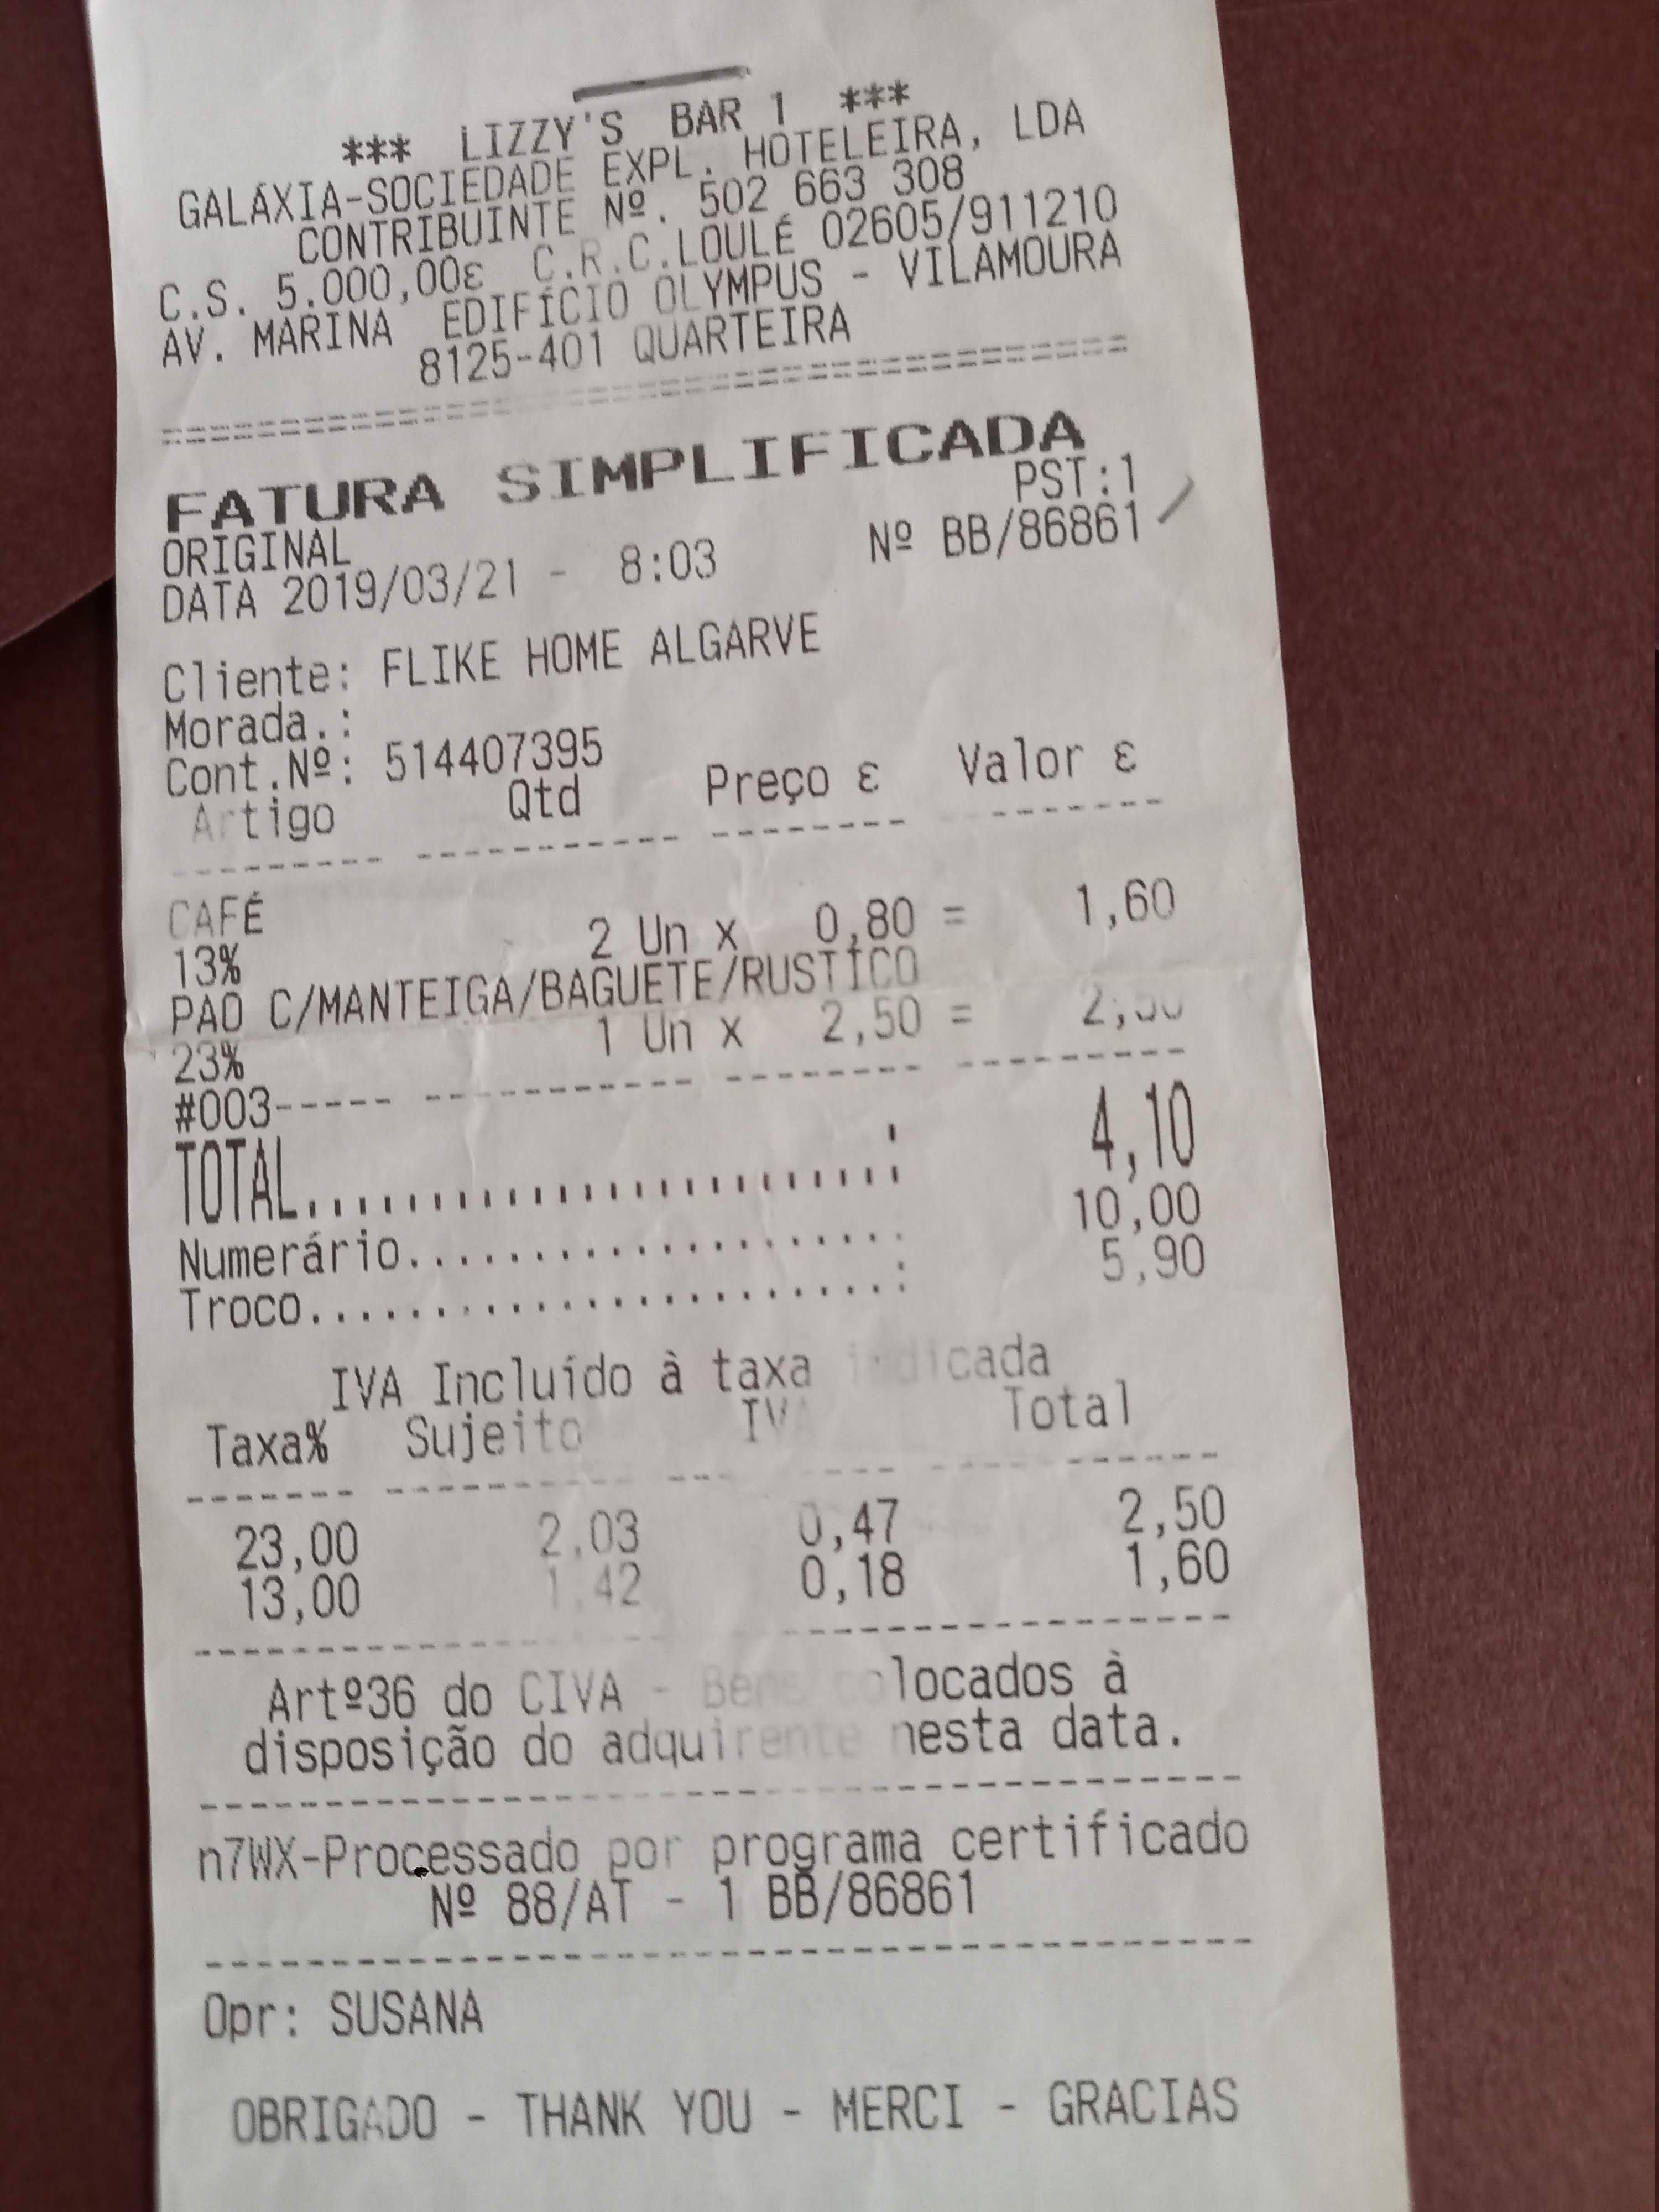 *** LIZZY'S BAR 1 ***
GALÁXIA-SOCIEDADE EXPL. HOTELEIRA, LDA
CONTRIBUINTE Nº. 502 663 308
C.S. 5.000,00ε C.R.C.LOULÉ 02605/911210
AV. MARINA EDIFÍCIO OLYMPUS - VILAMOURA
8125-401 QUARTEIRA
FATURA SIMPLIFICADA
PST:1
ORIGINAL
Nº BB/86861
DATA 2019/03/21 - 8:03
Cliente: FLIKE HOME ALGARVE
Morada.:
Cont.Nº: 514407395
Artigo Qtd Preço ε Valor ε
CAFÉ
13% 2 Un x 0,80 = 1,60
PAO C/MANTEIGA/BAGUETE/RUSTICO
23% 1 Un x 2,50 = 2,50
#003
TOTAL........................: 4,10
Numerário....................: 10,00
Troco........................: 5,90
IVA Incluído à taxa indicada
Taxa% Sujeito IVA Total
23,00 2,03 0,47 2,50
13,00 1,42 0,18 1,60
Artº36 do CIVA - Bens colocados à
disposição do adquirente nesta data.
n7WX-Processado por programa certificado
Nº 88/AT - 1 BB/86861
Opr: SUSANA
OBRIGADO - THANK YOU - MERCI - GRACIAS